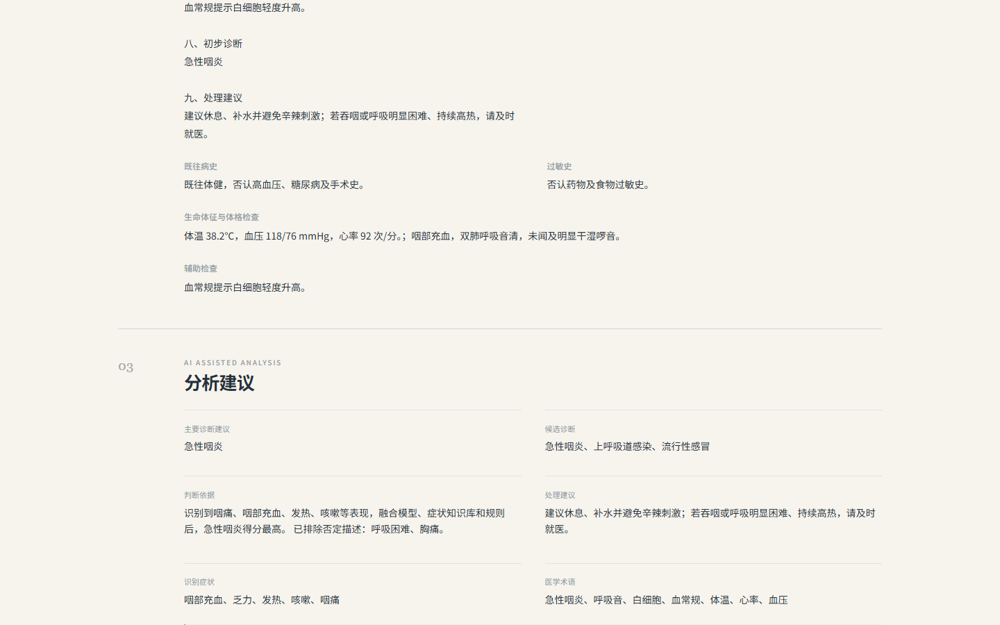 血常规提示白细胞轻度升高。
八、初步诊断
急性咽炎
九、处理建议
建议休息、补水并避免辛辣刺激；若吞咽或呼吸明显困难、持续高热，请及时
就医。
既往病史
过敏史
既往体健，否认高血压、糖尿病及手术史。
否认药物及食物过敏史。
生命体征与体格检查
体温 38.2℃，血压 118/76 mmHg，心率 92 次/分。；咽部充血，双肺呼吸音清，未闻及明显干湿啰音。
辅助检查
血常规提示白细胞轻度升高。
03
AI ASSISTED ANALYSIS
分析建议
主要诊断建议
急性咽炎
候选诊断
急性咽炎、上呼吸道感染、流行性感冒
判断依据
识别到咽痛、咽部充血、发热、咳嗽等表现，融合模型、症状知识库和规则
后，急性咽炎得分最高。 已排除否定描述：呼吸困难、胸痛。
处理建议
建议休息、补水并避免辛辣刺激；若吞咽或呼吸明显困难、持续高热，请及时
就医。
识别症状
咽部充血、乏力、发热、咳嗽、咽痛
医学术语
急性咽炎、呼吸音、白细胞、血常规、体温、心率、血压